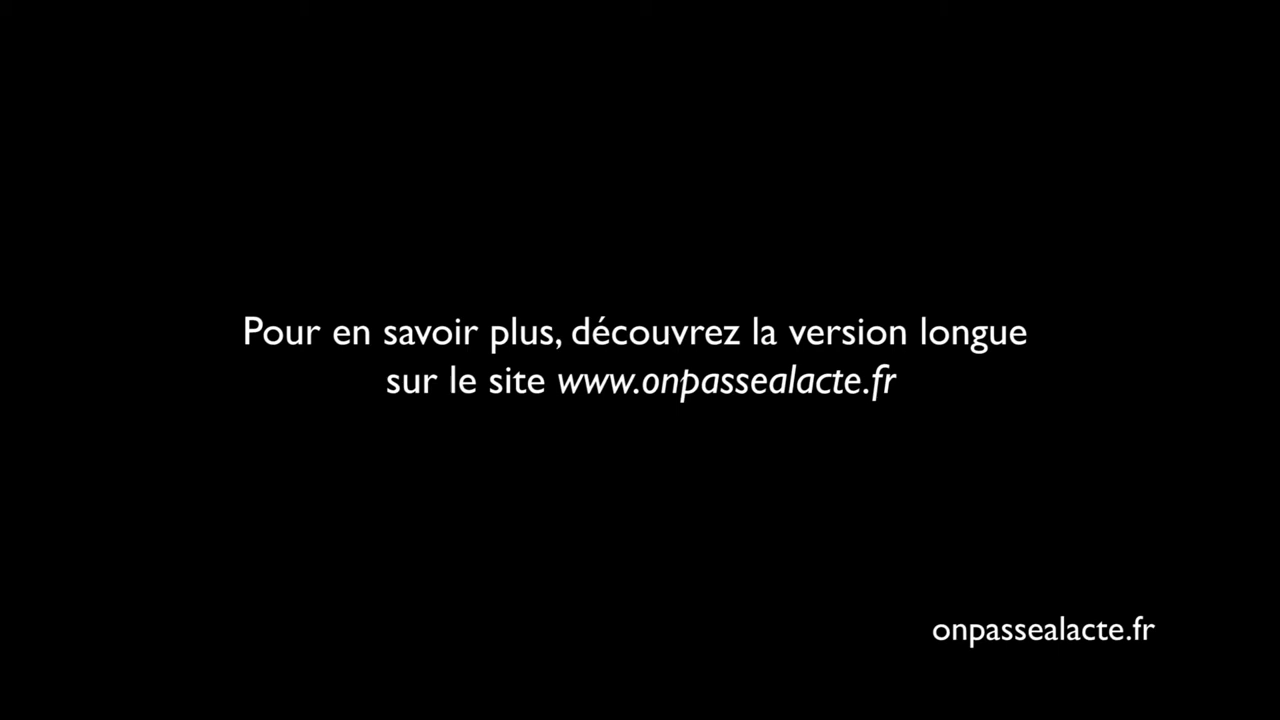 Pour en savoir plus, découvrez la version longue
sur le site www.onpassealacte.fr
onpassealacte.fr